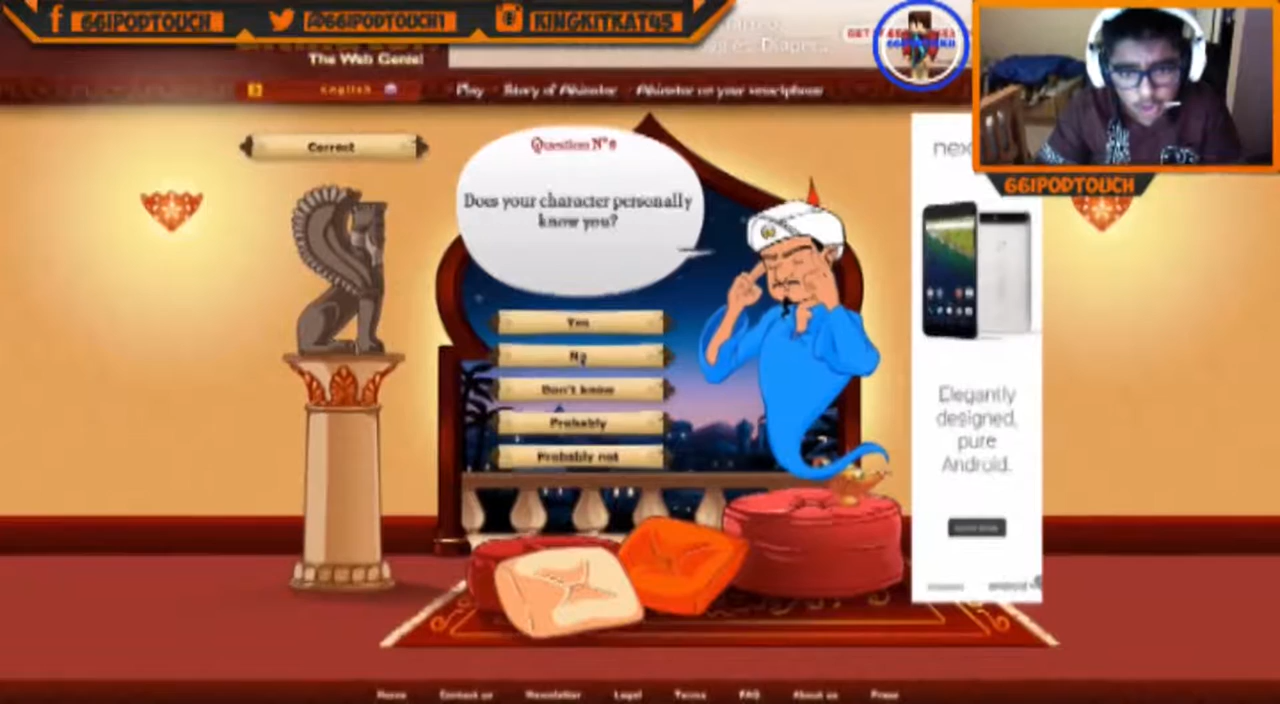 66IPODTOUCH
@66IPODTOUCH1
KINGKITKAT45
The Web Genie
English
Play
Story of Akinator
Akinator on your smartphone
Correct
Question N°
Does your character personally
know you?
Yes
No
Don't know
Probably
Probably not
66IPODTOUCH
Elegantly
designed,
pure
Android.
Home
Contact us
Newsletter
Legal
Terms
FAQ
About us
Press